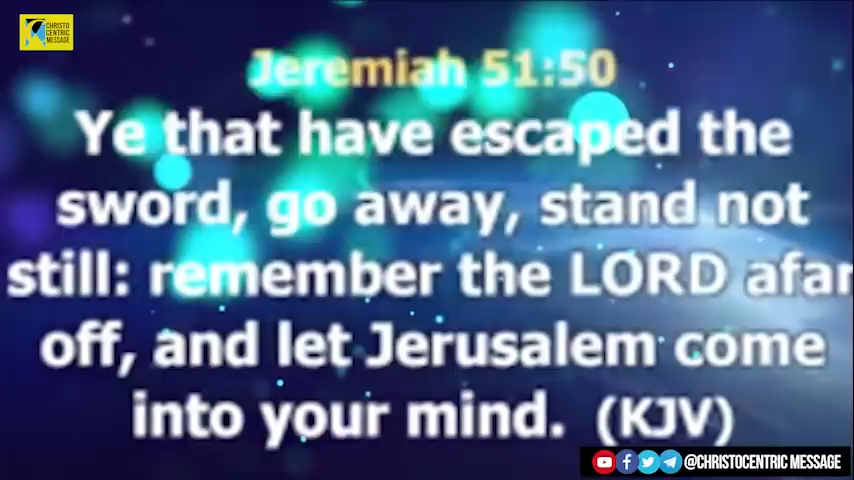 CHRISTO
CENTRIC
MESSAGE
Jeremiah 51:50
Ye that have escaped the
sword, go away, stand not
still: remember the LORD afar
off, and let Jerusalem come
into your mind. (KJV)
@CHRISTOCENTRIC MESSAGE